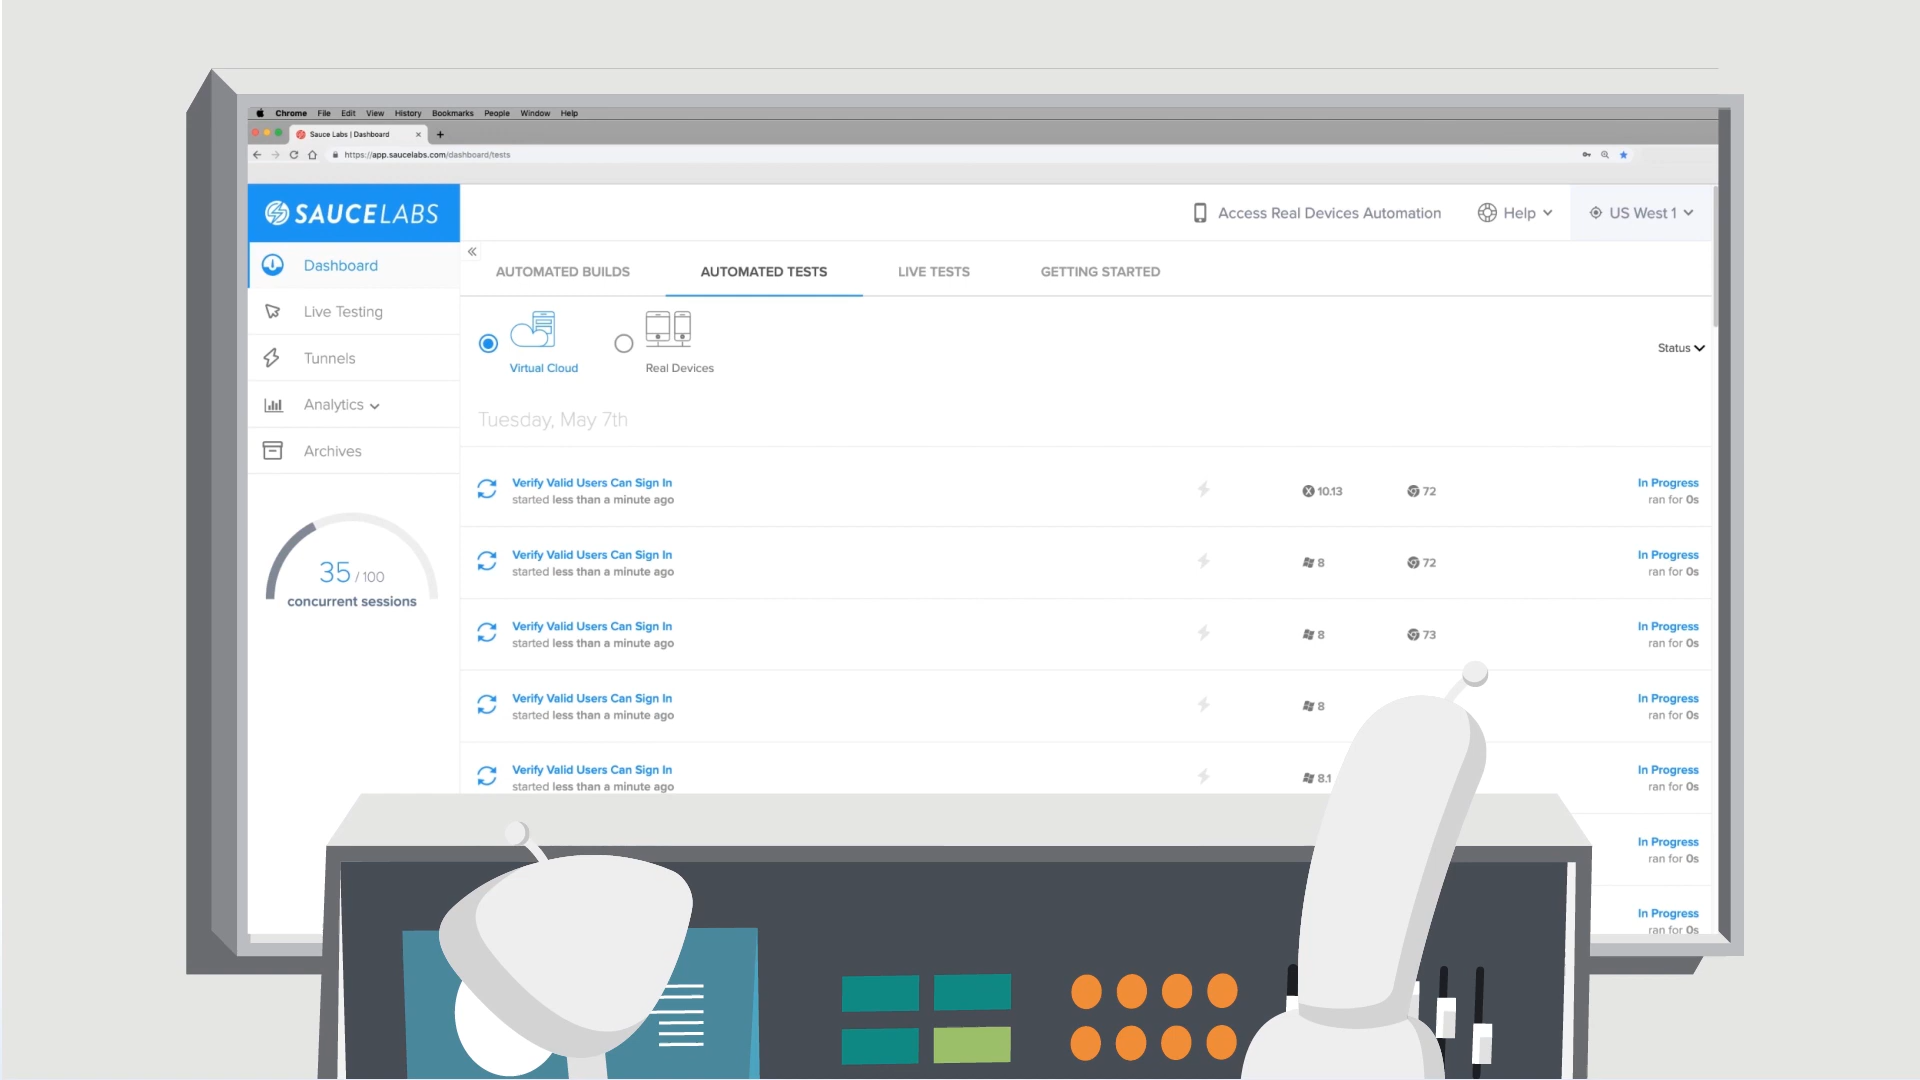 Chrome File Edit View History Bookmarks People Window Help
Sauce Labs | Dashboard
https://app.saucelabs.com/dashboard/tests
SAUCELABS
Access Real Devices Automation
Help
US West 1
Dashboard
Live Testing
Tunnels
Analytics
Archives
35 / 100
concurrent sessions
AUTOMATED BUILDS
AUTOMATED TESTS
LIVE TESTS
GETTING STARTED
Virtual Cloud
Real Devices
Status
Tuesday, May 7th
Verify Valid Users Can Sign In 10.13 72 In Progress
started less than a minute ago ran for 0s
Verify Valid Users Can Sign In 8 72 In Progress
started less than a minute ago ran for 0s
Verify Valid Users Can Sign In 8 73 In Progress
started less than a minute ago ran for 0s
Verify Valid Users Can Sign In 8 In Progress
started less than a minute ago ran for 0s
Verify Valid Users Can Sign In 8.1 In Progress
started less than a minute ago ran for 0s
In Progress
ran for 0s
In Progress
ran for 0s